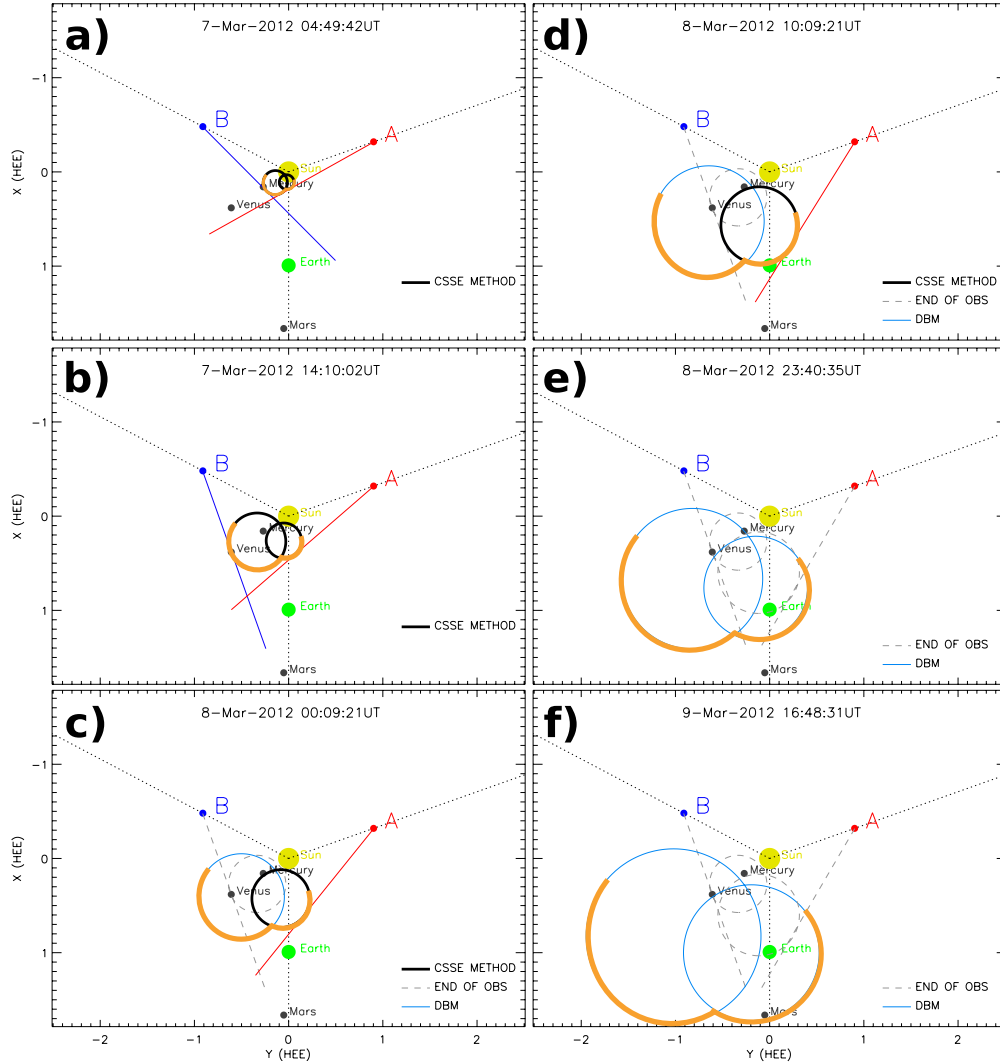 a)
7-Mar-2012 04:49:42UT
B
A
Sun
Mercury
Venus
Earth
Mars
CSSE METHOD
-1
0
1
X (HEE)
d)
8-Mar-2012 10:09:21UT
B
A
Sun
Mercury
Venus
Earth
Mars
CSSE METHOD
END OF OBS
DBM
b)
7-Mar-2012 14:10:02UT
B
A
Sun
Mercury
Venus
Earth
Mars
CSSE METHOD
-1
0
1
X (HEE)
e)
8-Mar-2012 23:40:35UT
B
A
Sun
Mercury
Venus
Earth
Mars
END OF OBS
DBM
c)
8-Mar-2012 00:09:21UT
B
A
Sun
Mercury
Venus
Earth
Mars
CSSE METHOD
END OF OBS
DBM
-1
0
1
X (HEE)
-2 -1 0 1 2
Y (HEE)
f)
9-Mar-2012 16:48:31UT
B
A
Sun
Mercury
Venus
Earth
Mars
END OF OBS
DBM
-2 -1 0 1 2
Y (HEE)